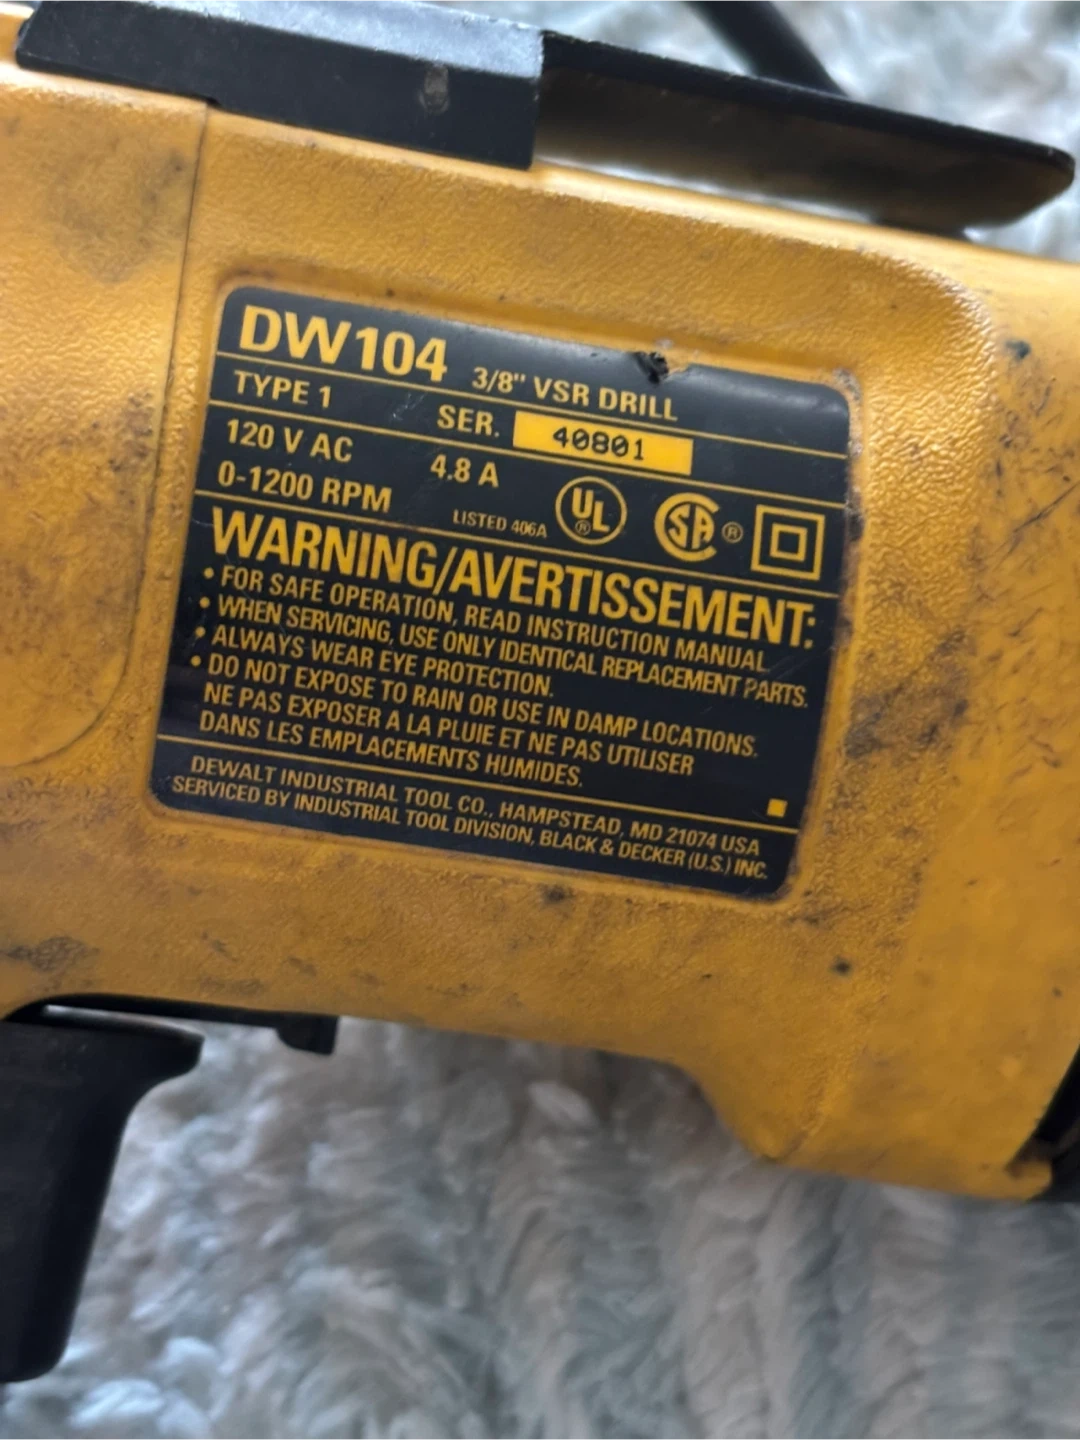 DW104 3/8" VSR DRILL
TYPE 1 SER. 40801
120 V AC 4.8 A
0-1200 RPM LISTED 406A UL ® SA ®
WARNING/AVERTISSEMENT:
• FOR SAFE OPERATION, READ INSTRUCTION MANUAL.
• WHEN SERVICING, USE ONLY IDENTICAL REPLACEMENT PARTS.
• ALWAYS WEAR EYE PROTECTION.
• DO NOT EXPOSE TO RAIN OR USE IN DAMP LOCATIONS.
NE PAS EXPOSER A LA PLUIE ET NE PAS UTILISER
DANS LES EMPLACEMENTS HUMIDES.
DEWALT INDUSTRIAL TOOL CO., HAMPSTEAD, MD 21074 USA
SERVICED BY INDUSTRIAL TOOL DIVISION, BLACK & DECKER (U.S.) INC.